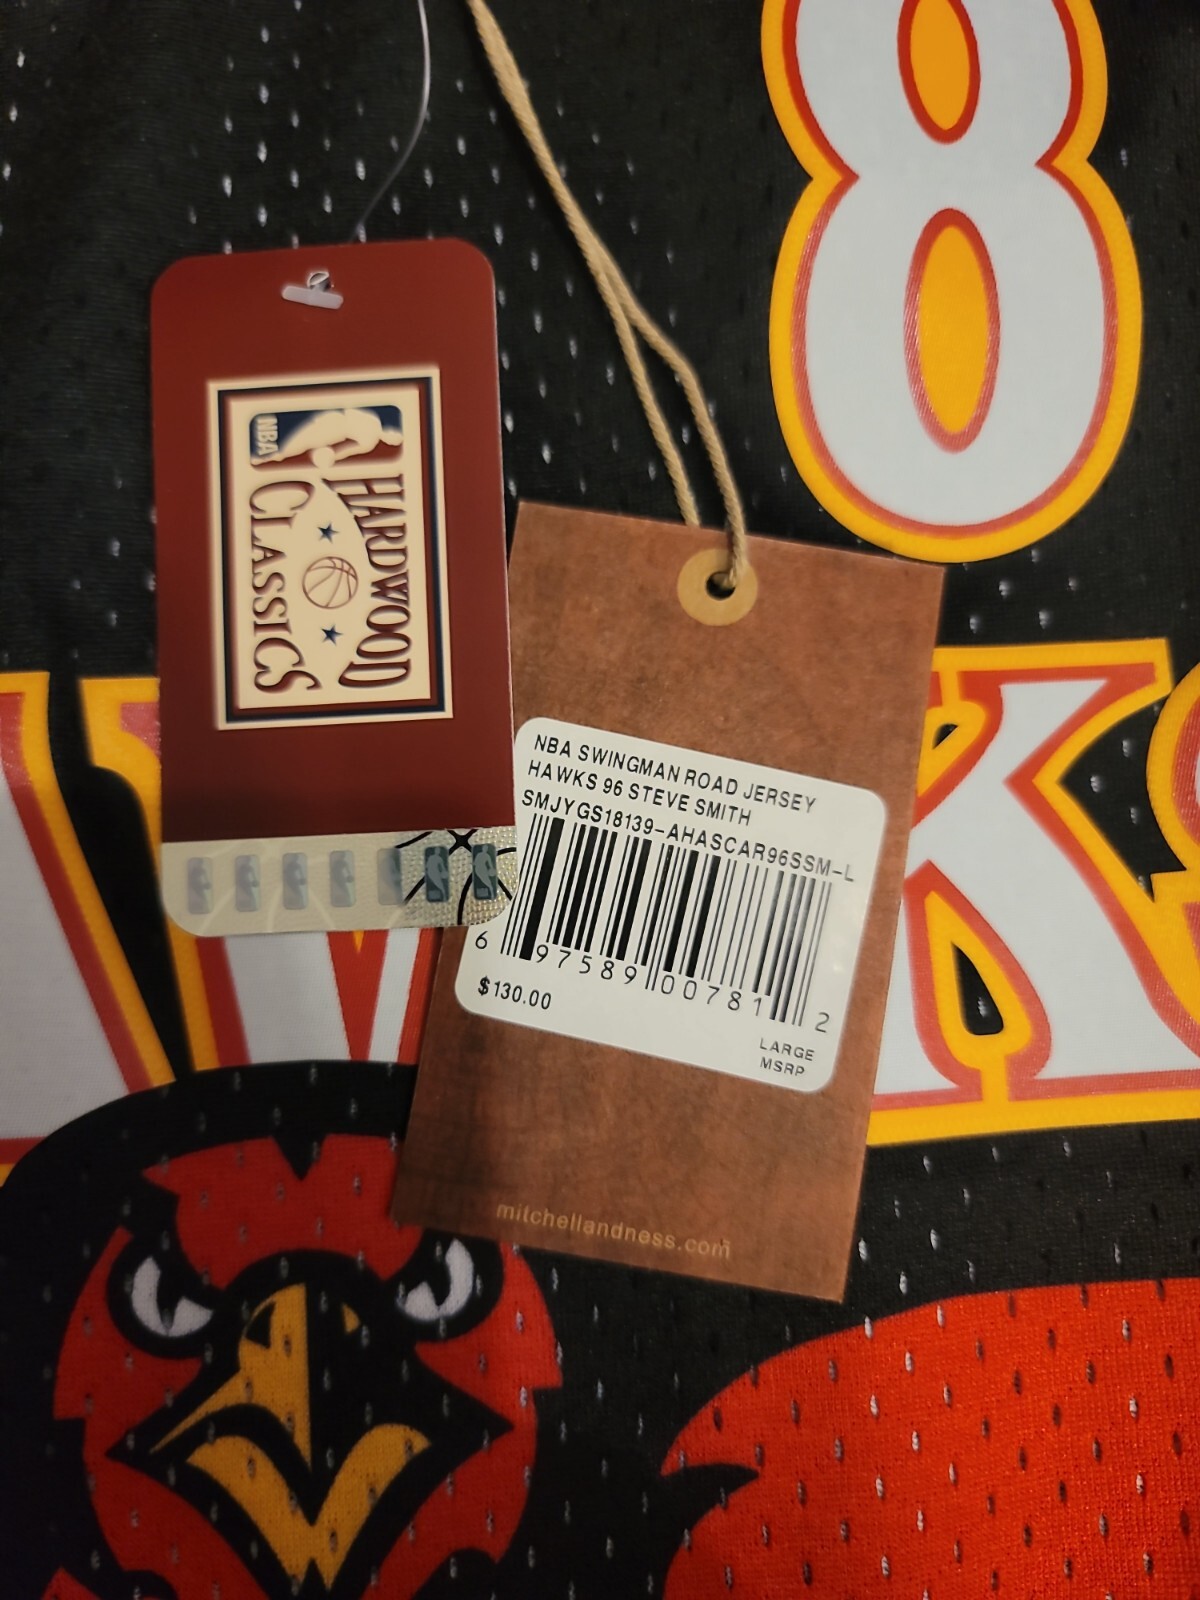 8
NBA
HARDWOOD
CLASSICS
NBA SWINGMAN ROAD JERSEY
HAWKS 96 STEVE SMITH
SMJYGS18139-AHASCAR96SSM-L
6 97589 00781 2
$130.00
LARGE
MSRP
mitchellandness.com
WKS